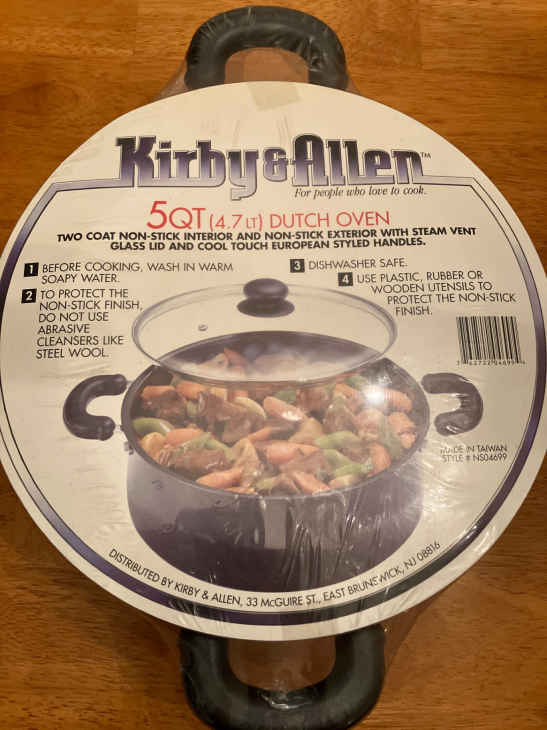 Kirby&Allen™
For people who love to cook.
5QT (4.7 LT) DUTCH OVEN
TWO COAT NON-STICK INTERIOR AND NON-STICK EXTERIOR WITH STEAM VENT
GLASS LID AND COOL TOUCH EUROPEAN STYLED HANDLES.
1 BEFORE COOKING, WASH IN WARM
SOAPY WATER.
2 TO PROTECT THE
NON-STICK FINISH,
DO NOT USE
ABRASIVE
CLEANSERS LIKE
STEEL WOOL.
3 DISHWASHER SAFE.
4 USE PLASTIC, RUBBER OR
WOODEN UTENSILS TO
PROTECT THE NON-STICK
FINISH.
MADE IN TAIWAN
STYLE # NS04699
DISTRIBUTED BY KIRBY & ALLEN, 33 McGUIRE ST., EAST BRUNSWICK, NJ 08816